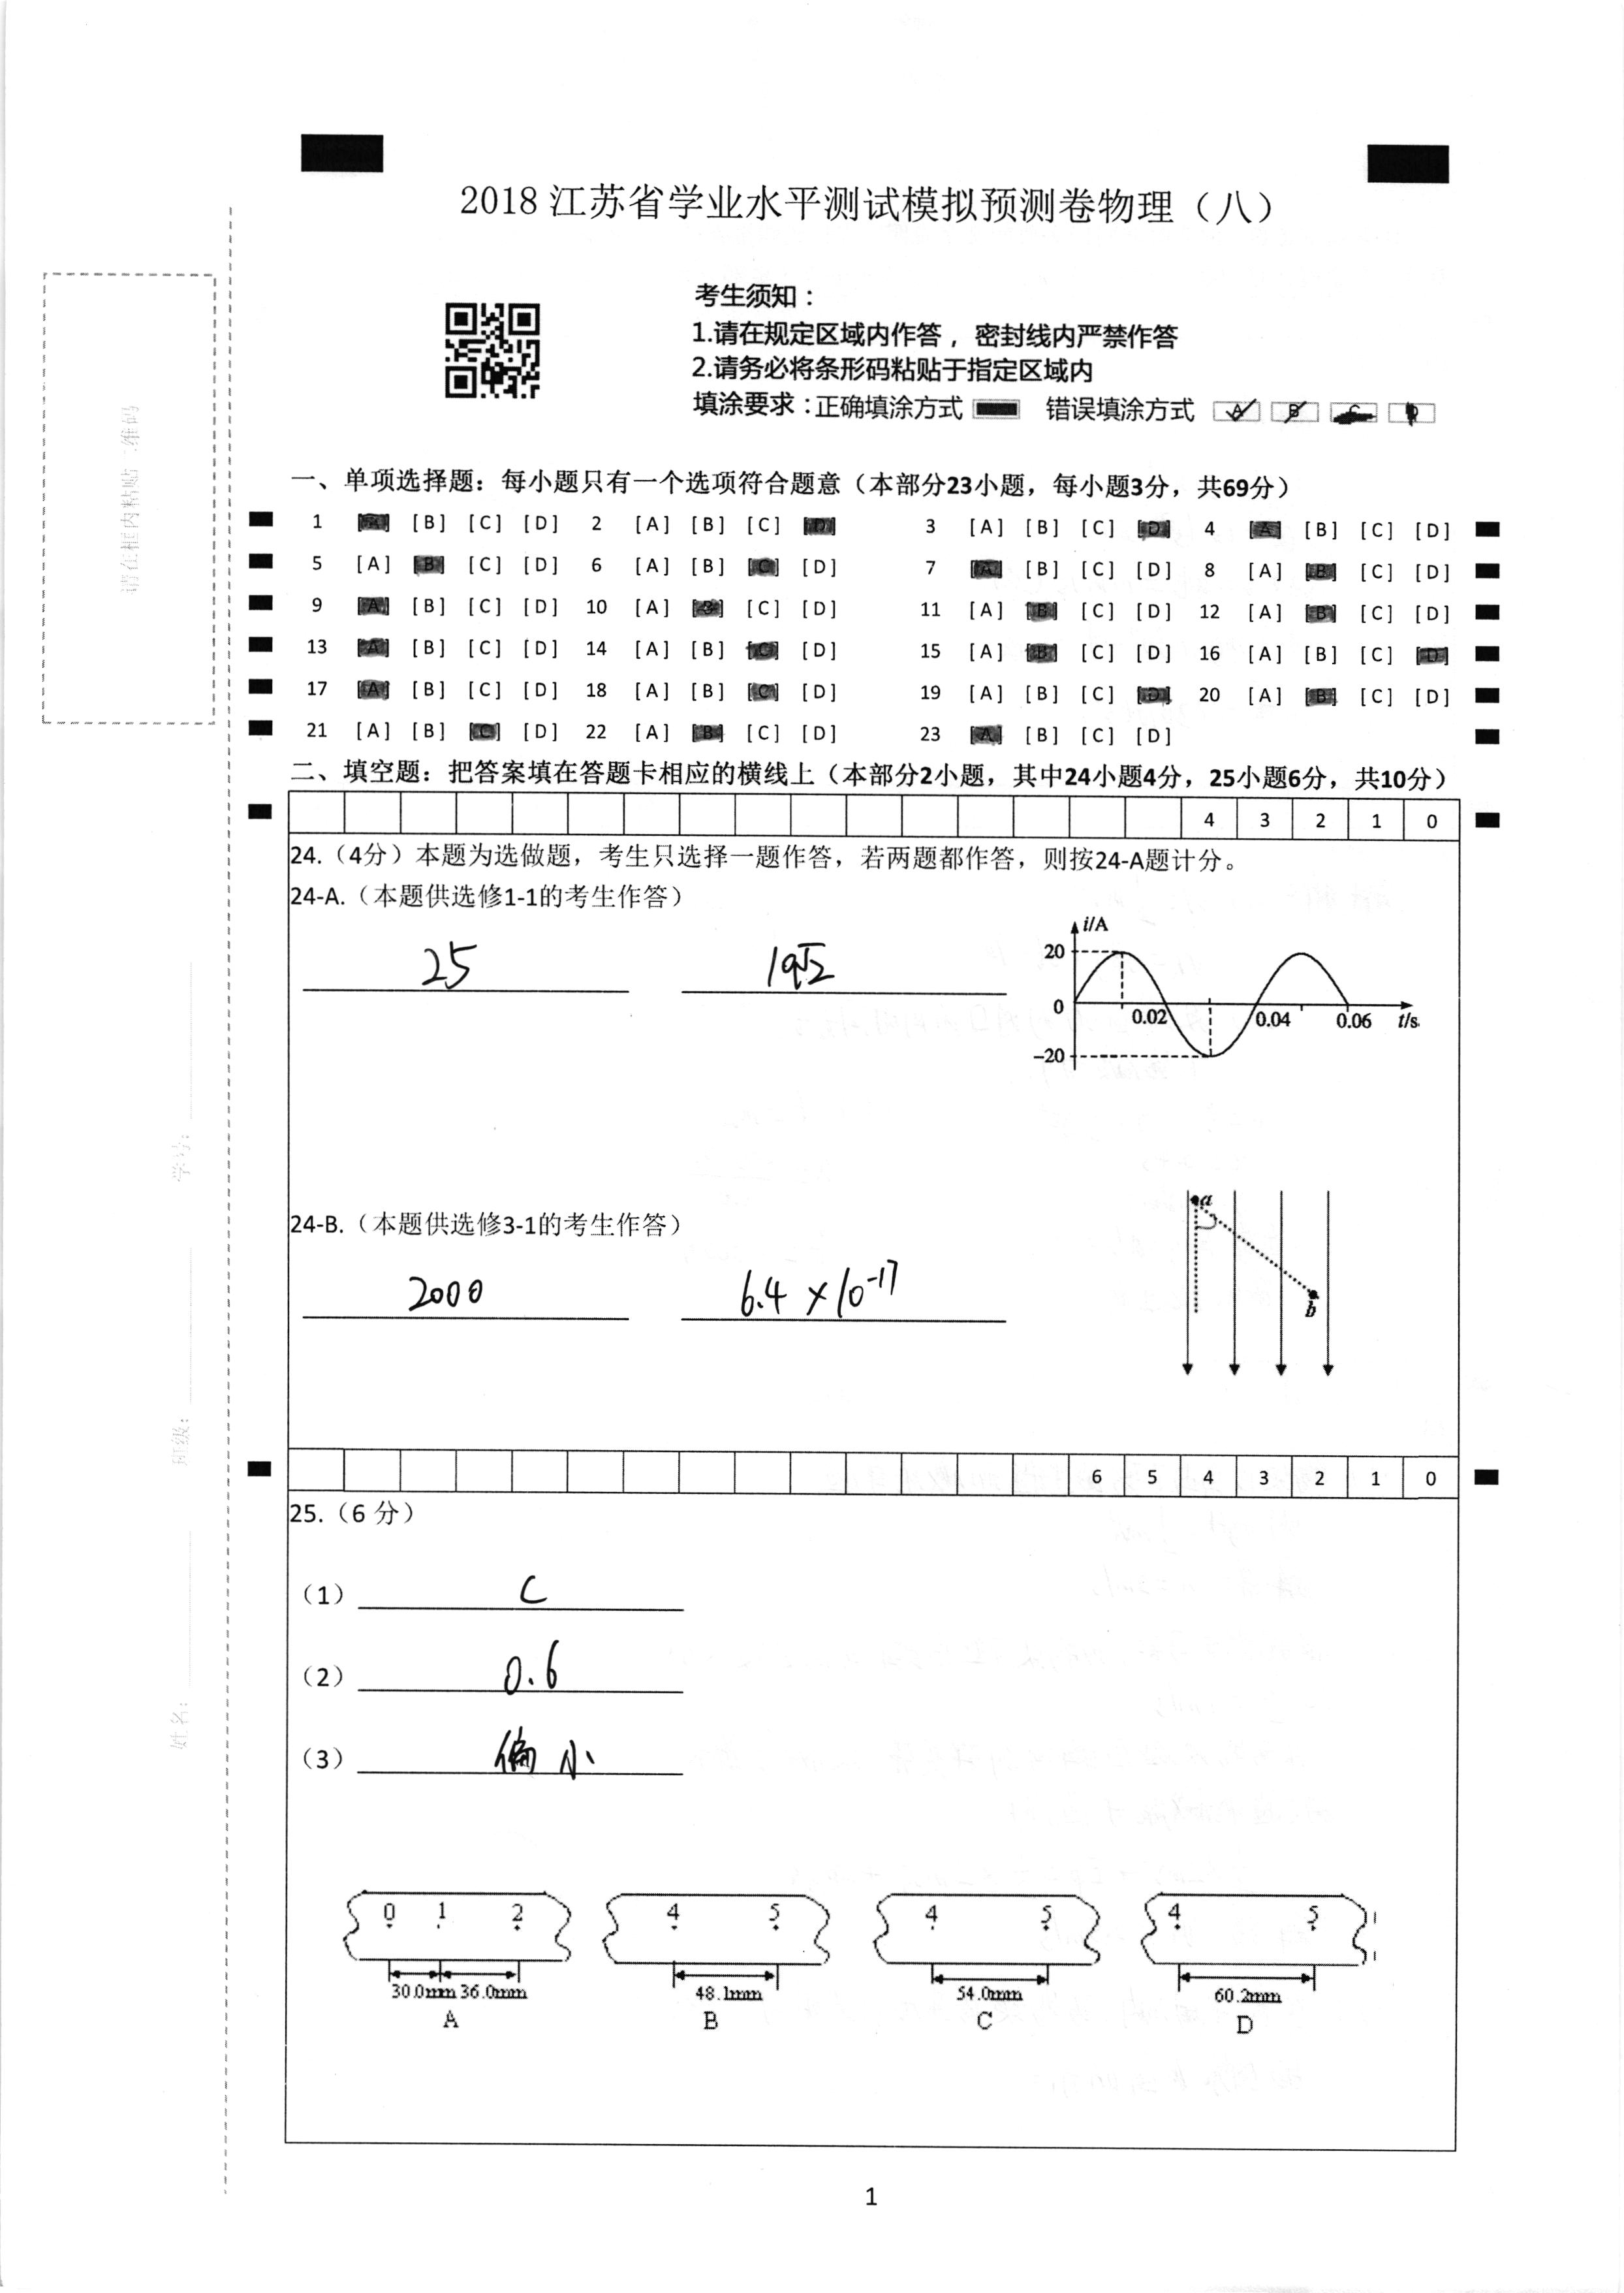 2018 江苏省学业水平测试模拟预测卷物理（八）
考生须知：
1.请在规定区域内作答，密封线内严禁作答
2.请务必将条形码粘贴于指定区域内
填涂要求：正确填涂方式 错误填涂方式 A B C D
请在框内粘贴二维码
学号：
班级：
姓名：
一、单项选择题：每小题只有一个选项符合题意（本部分23小题，每小题3分，共69分）
1 [A] [B] [C] [D] 2 [A] [B] [C] [D] 3 [A] [B] [C] [D] 4 [A] [B] [C] [D]
5 [A] [B] [C] [D] 6 [A] [B] [C] [D] 7 [A] [B] [C] [D] 8 [A] [B] [C] [D]
9 [A] [B] [C] [D] 10 [A] [B] [C] [D] 11 [A] [B] [C] [D] 12 [A] [B] [C] [D]
13 [A] [B] [C] [D] 14 [A] [B] [C] [D] 15 [A] [B] [C] [D] 16 [A] [B] [C] [D]
17 [A] [B] [C] [D] 18 [A] [B] [C] [D] 19 [A] [B] [C] [D] 20 [A] [B] [C] [D]
21 [A] [B] [C] [D] 22 [A] [B] [C] [D] 23 [A] [B] [C] [D]
二、填空题：把答案填在答题卡相应的横线上（本部分2小题，其中24小题4分，25小题6分，共10分）
4 3 2 1 0
24.（4分）本题为选做题，考生只选择一题作答，若两题都作答，则按24-A题计分。
24-A.（本题供选修1-1的考生作答）
25 10√2
i/A
20
0 0.02 0.04 0.06 t/s
-20
24-B.（本题供选修3-1的考生作答）
2000 6.4×10⁻¹⁷
a
b
6 5 4 3 2 1 0
25.（6 分）
（1） C
（2） 0.6
（3） 偏小
0 1 2 4 5 4 5 4 5
30.0mm 36.0mm 48.1mm 54.0mm 60.2mm
A B C D
1